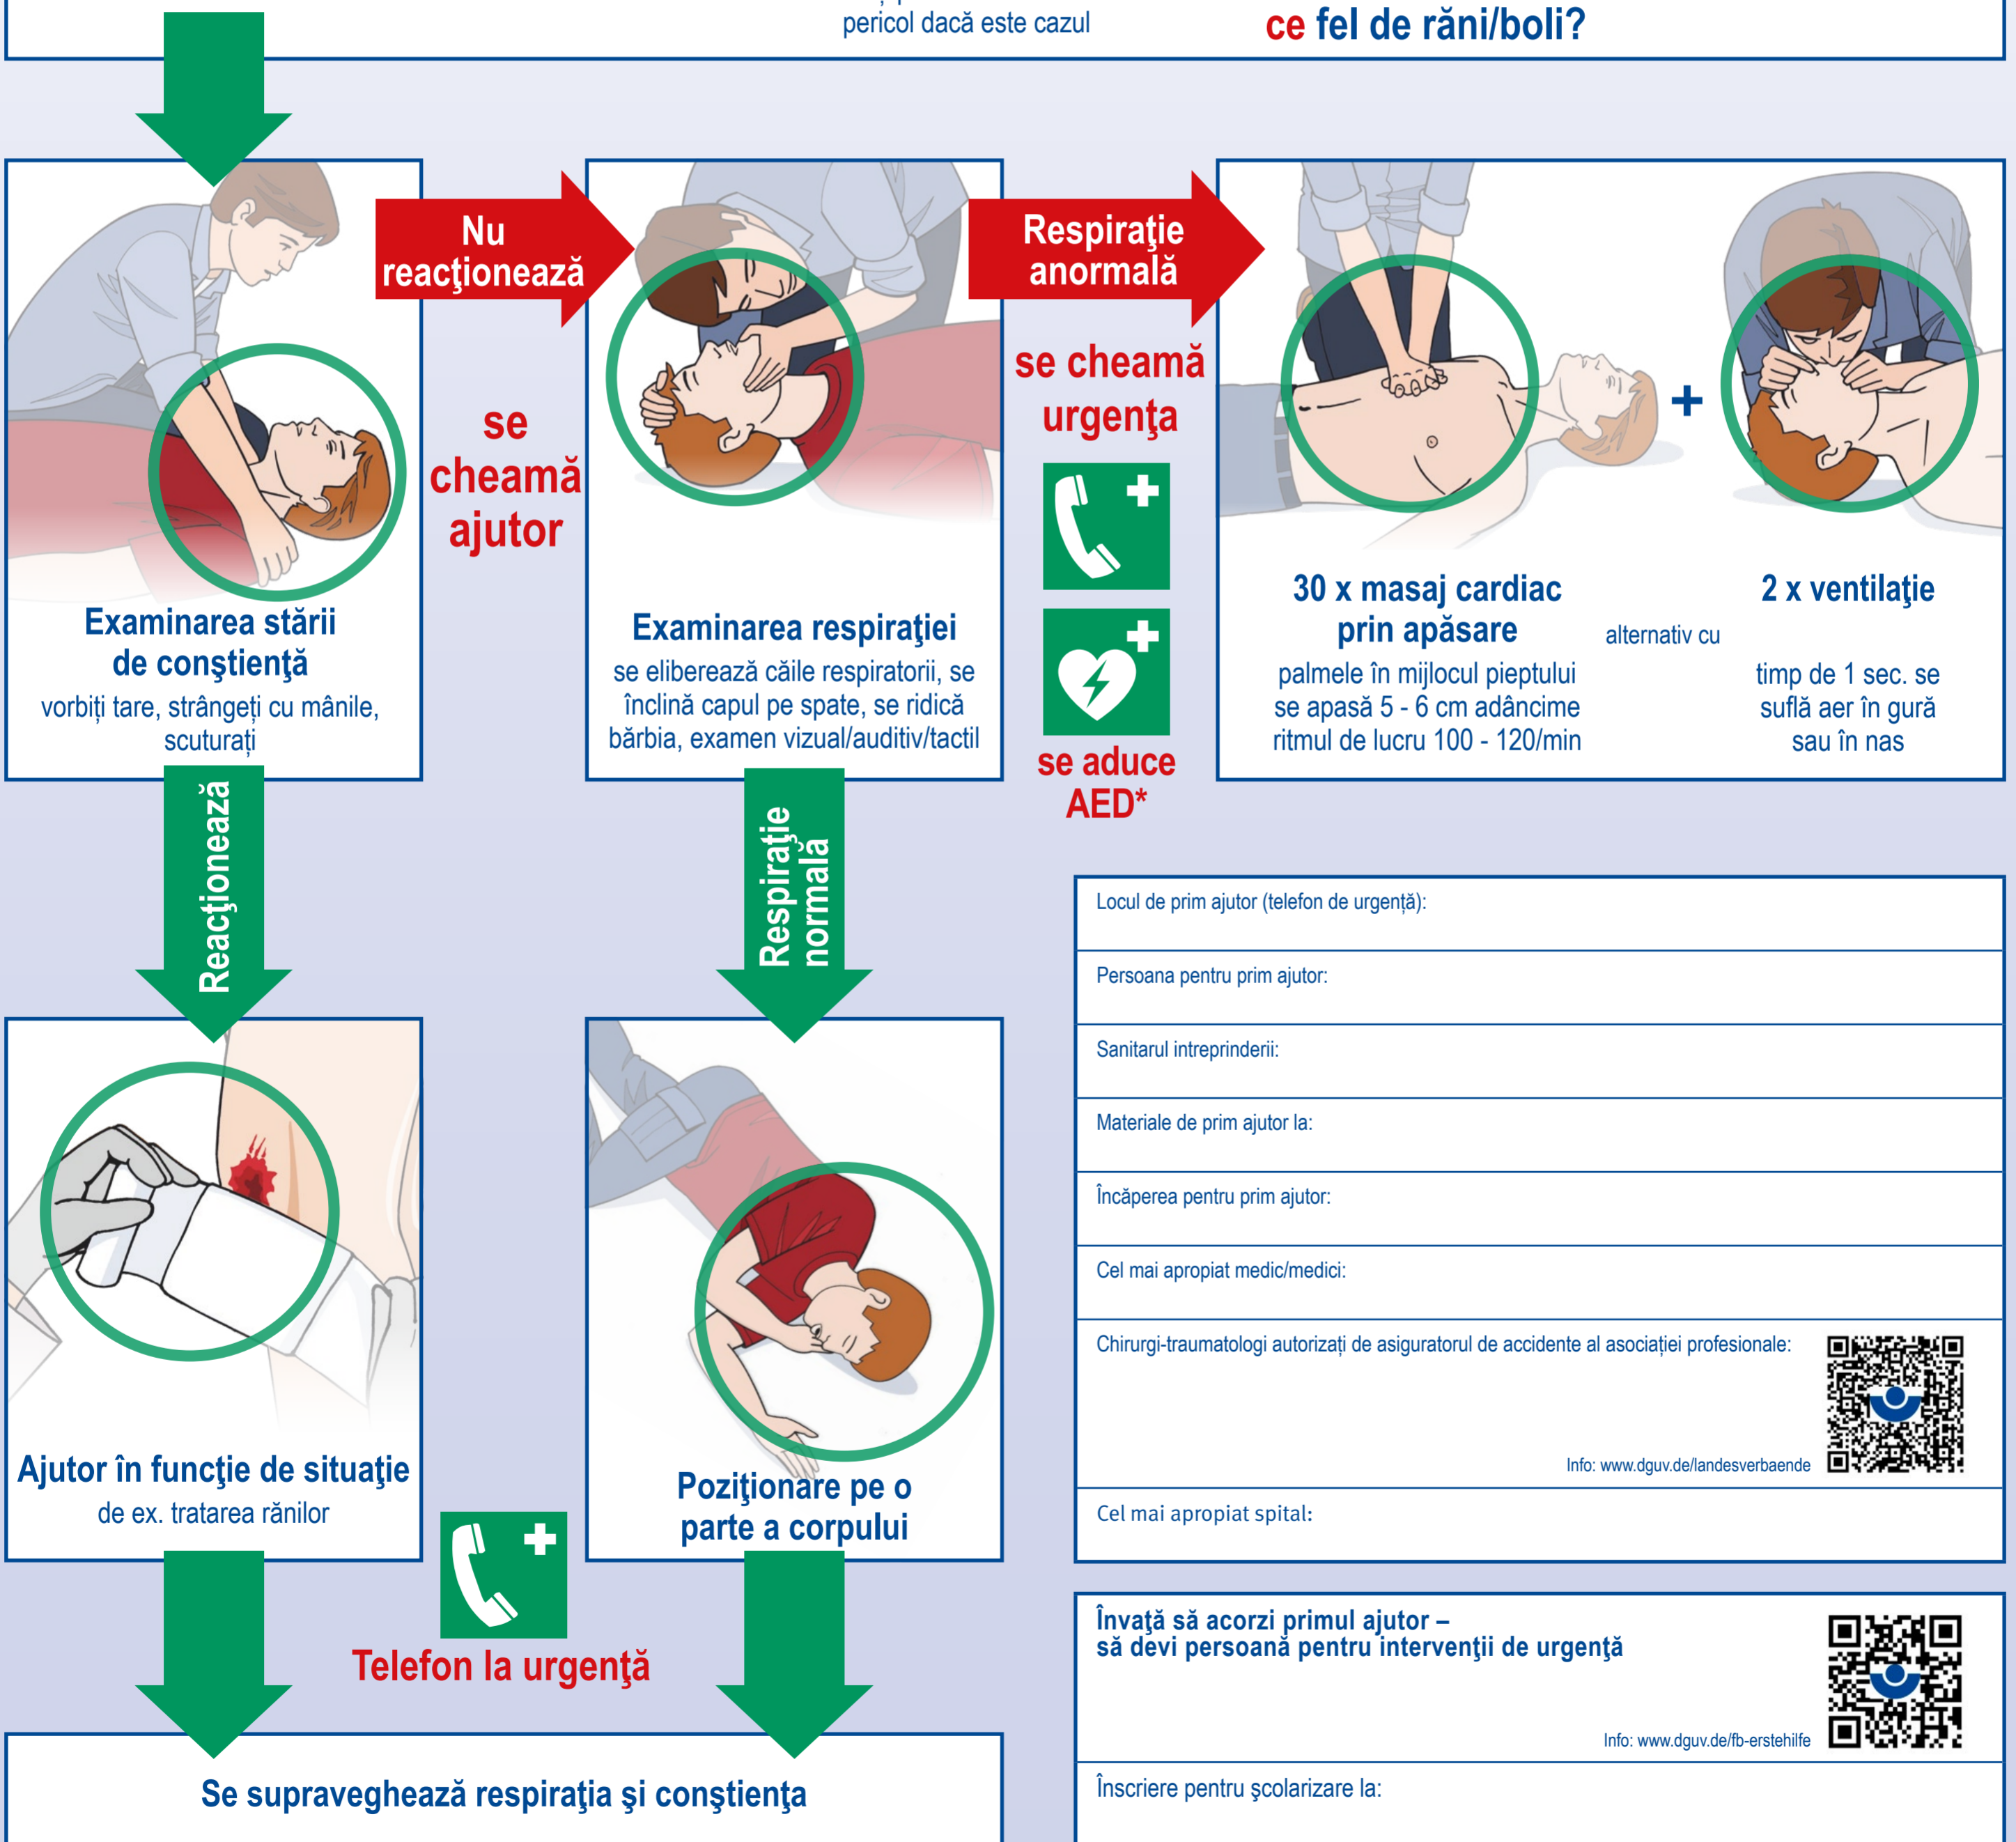 pericol dacă este cazul
ce fel de răni/boli?
Nu
reacţionează
se
cheamă
ajutor
Respiraţie
anormală
se cheamă
urgenţa
se aduce
AED*
Examinarea stării
de conştienţă
vorbiți tare, strângeți cu mânile,
scuturați
Examinarea respiraţiei
se eliberează căile respiratorii, se
înclină capul pe spate, se ridică
bărbia, examen vizual/auditiv/tactil
+
30 x masaj cardiac
prin apăsare
palmele în mijlocul pieptului
se apasă 5 - 6 cm adâncime
ritmul de lucru 100 - 120/min
alternativ cu
2 x ventilaţie
timp de 1 sec. se
suflă aer în gură
sau în nas
Reacţionează
Respiraţie
normală
Ajutor în funcţie de situaţie
de ex. tratarea rănilor
Poziţionare pe o
parte a corpului
Telefon la urgenţă
Se supraveghează respiraţia şi conştienţa
Locul de prim ajutor (telefon de urgență):
Persoana pentru prim ajutor:
Sanitarul intreprinderii:
Materiale de prim ajutor la:
Încăperea pentru prim ajutor:
Cel mai apropiat medic/medici:
Chirurgi-traumatologi autorizați de asiguratorul de accidente al asociației profesionale:
Info: www.dguv.de/landesverbaende
Cel mai apropiat spital:
Învaţă să acorzi primul ajutor –
să devi persoană pentru intervenţii de urgenţă
Info: www.dguv.de/fb-erstehilfe
Înscriere pentru şcolarizare la: